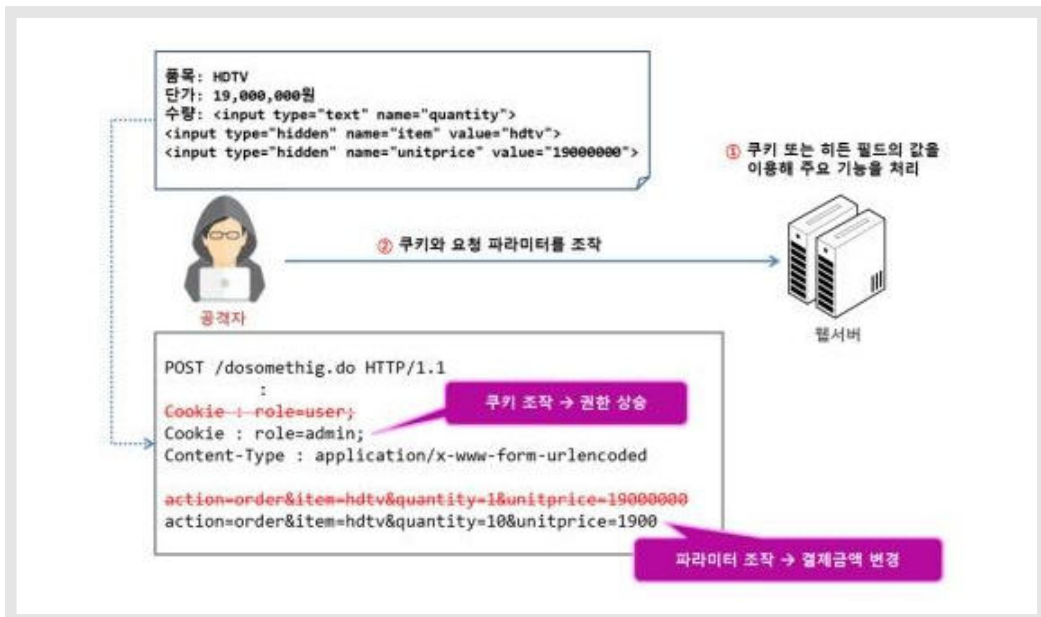 품목: HDTV
단가: 19,000,000원
수량: <input type="text" name="quantity">
<input type="hidden" name="item" value="hdtv">
<input type="hidden" name="unitprice" value="19000000">
① 쿠키 또는 히든 필드의 값을
이용해 주요 기능을 처리
② 쿠키와 요청 파라미터를 조작
공격자
웹서버
POST /dosomethig.do HTTP/1.1
:
Cookie : role=user;
쿠키 조작 → 권한 상승
Cookie : role=admin;
Content-Type : application/x-www-form-urlencoded
action=order&item=hdtv&quantity=1&unitprice=19000000
action=order&item=hdtv&quantity=10&unitprice=1900
파라미터 조작 → 결제금액 변경